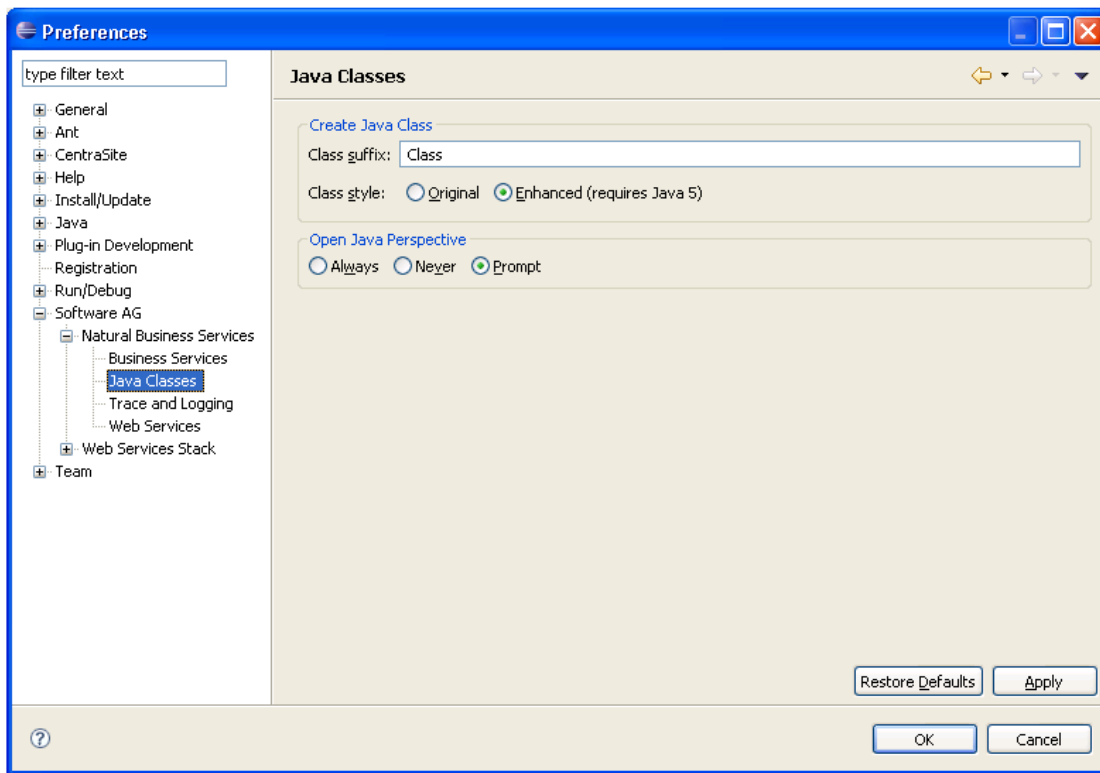 Preferences
type filter text
General
Ant
CentraSite
Help
Install/Update
Java
Plug-in Development
Registration
Run/Debug
Software AG
Natural Business Services
Business Services
Java Classes
Trace and Logging
Web Services
Web Services Stack
Team
Java Classes
Create Java Class
Class suffix: Class
Class style: Original Enhanced (requires Java 5)
Open Java Perspective
Always Never Prompt
Restore Defaults Apply
OK Cancel